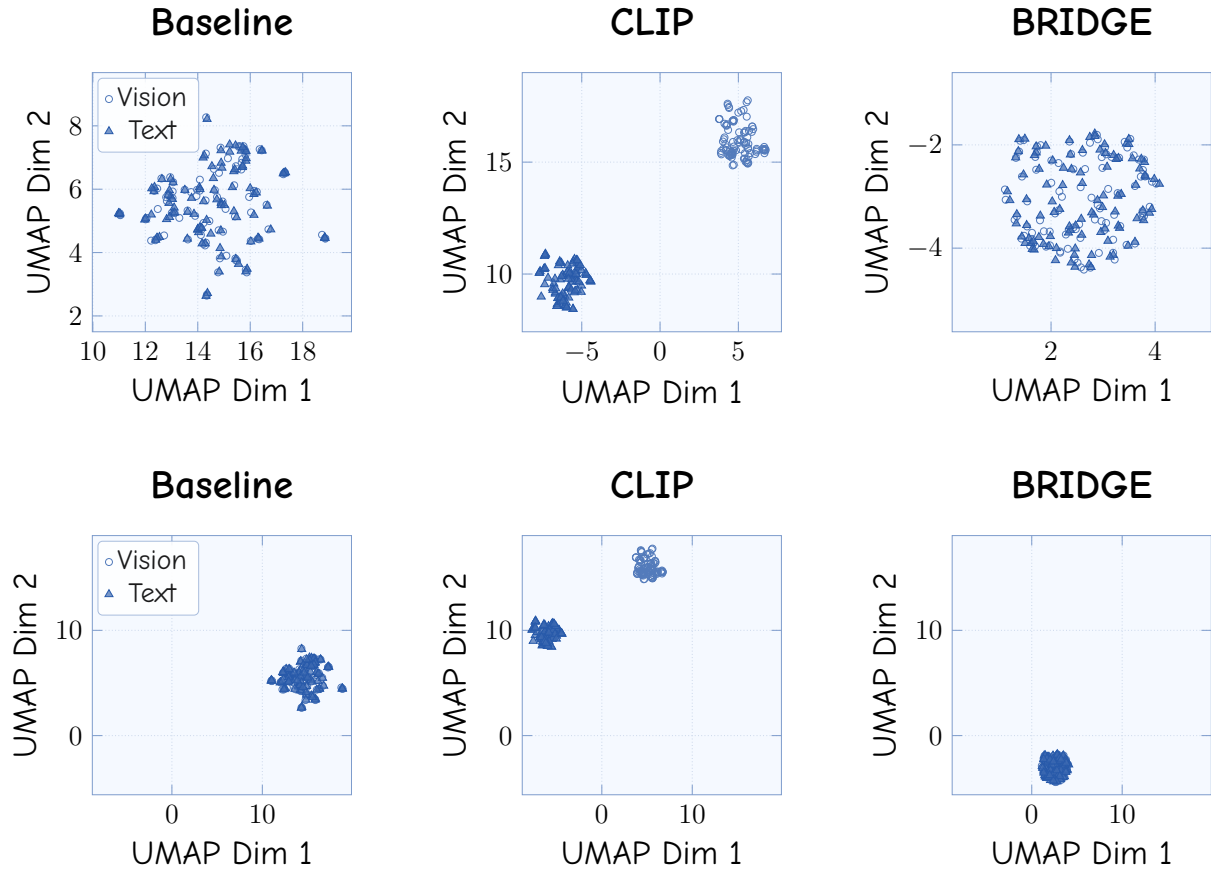 Baseline
CLIP
BRIDGE
UMAP Dim 2
8
6
4
2
Vision
Text
10 12 14 16 18
UMAP Dim 1
UMAP Dim 2
15
10
−5 0 5
UMAP Dim 1
UMAP Dim 2
−2
−4
2 4
UMAP Dim 1
Baseline
CLIP
BRIDGE
UMAP Dim 2
10
0
Vision
Text
0 10
UMAP Dim 1
UMAP Dim 2
10
0
0 10
UMAP Dim 1
UMAP Dim 2
10
0
0 10
UMAP Dim 1